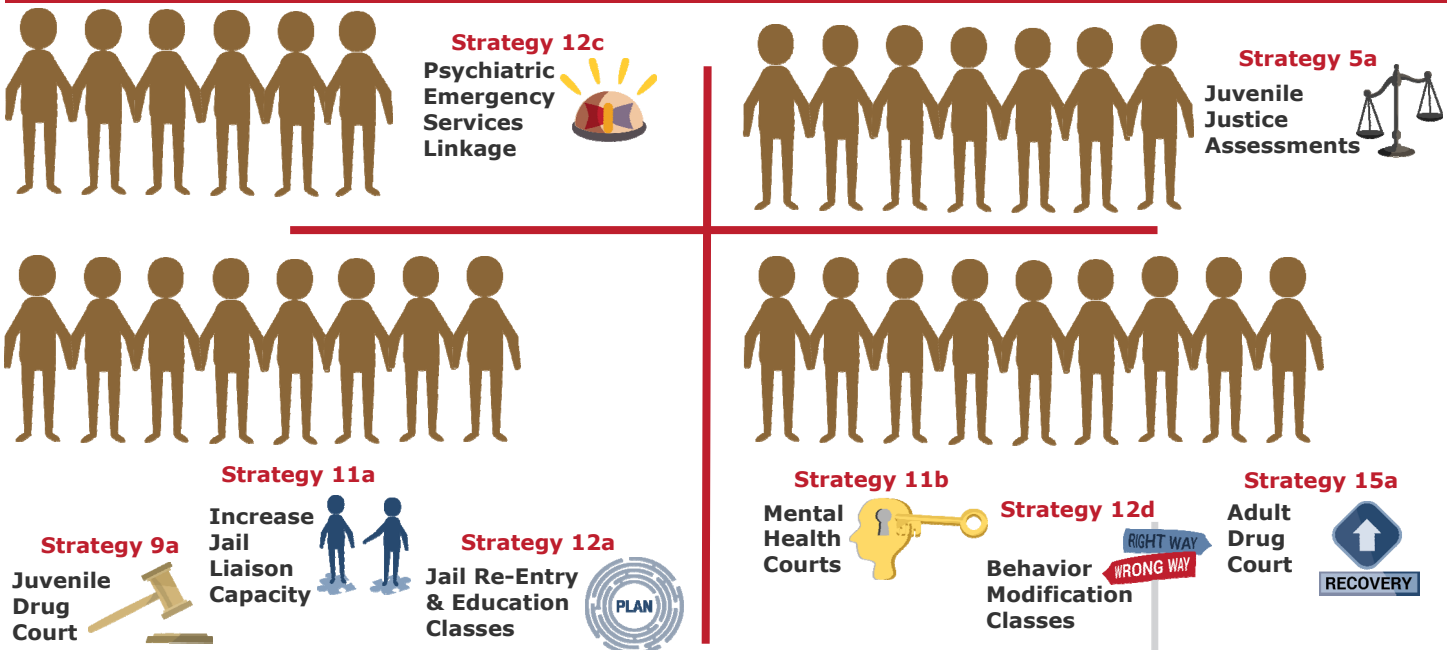 Strategy 12c
Psychiatric
Emergency
Services
Linkage
Strategy 5a
Juvenile
Justice
Assessments
Strategy 9a
Juvenile
Drug
Court
Strategy 11a
Increase
Jail
Liaison
Capacity
Strategy 12a
Jail Re-Entry
& Education
Classes
PLAN
Strategy 11b
Mental
Health
Courts
Strategy 12d
Behavior
Modification
Classes
RIGHT WAY
WRONG WAY
Strategy 15a
Adult
Drug
Court
RECOVERY